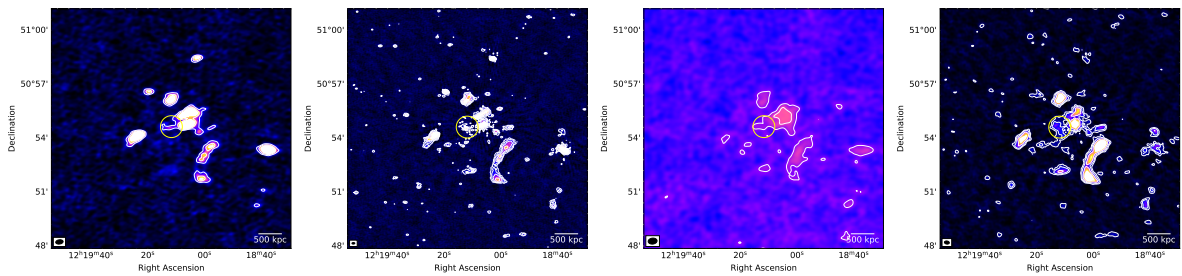 51°00'
50°57'
54'
51'
48'
Declination
500 kpc
12ʰ19ᵐ40ˢ 20ˢ 00ˢ 18ᵐ40ˢ
Right Ascension
51°00'
50°57'
54'
51'
48'
Declination
500 kpc
12ʰ19ᵐ40ˢ 20ˢ 00ˢ 18ᵐ40ˢ
Right Ascension
51°00'
50°57'
54'
51'
48'
Declination
500 kpc
12ʰ19ᵐ40ˢ 20ˢ 00ˢ 18ᵐ40ˢ
Right Ascension
51°00'
50°57'
54'
51'
48'
Declination
500 kpc
12ʰ19ᵐ40ˢ 20ˢ 00ˢ 18ᵐ40ˢ
Right Ascension